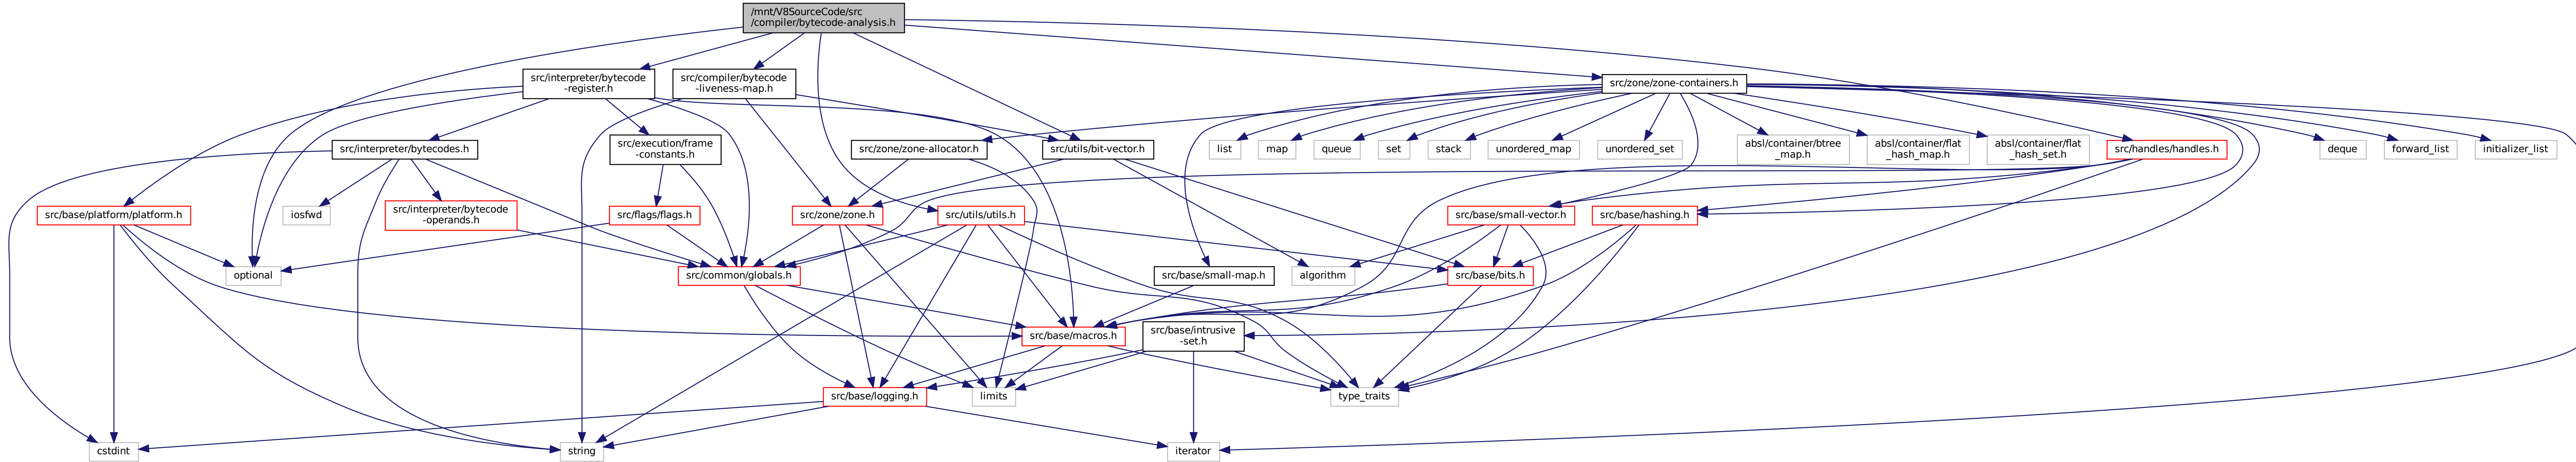 /mnt/V8SourceCode/src
/compiler/bytecode-analysis.h
src/interpreter/bytecode
-register.h
src/compiler/bytecode
-liveness-map.h
src/zone/zone-containers.h
src/interpreter/bytecodes.h
src/execution/frame
-constants.h
src/zone/zone-allocator.h
src/utils/bit-vector.h
list
map
queue
set
stack
unordered_map
unordered_set
absl/container/btree
_map.h
absl/container/flat
_hash_map.h
absl/container/flat
_hash_set.h
src/handles/handles.h
deque
forward_list
initializer_list
src/base/platform/platform.h
iosfwd
src/interpreter/bytecode
-operands.h
src/flags/flags.h
src/zone/zone.h
src/utils/utils.h
src/base/small-vector.h
src/base/hashing.h
optional
src/common/globals.h
src/base/small-map.h
algorithm
src/base/bits.h
src/base/macros.h
src/base/intrusive
-set.h
src/base/logging.h
limits
type_traits
cstdint
string
iterator